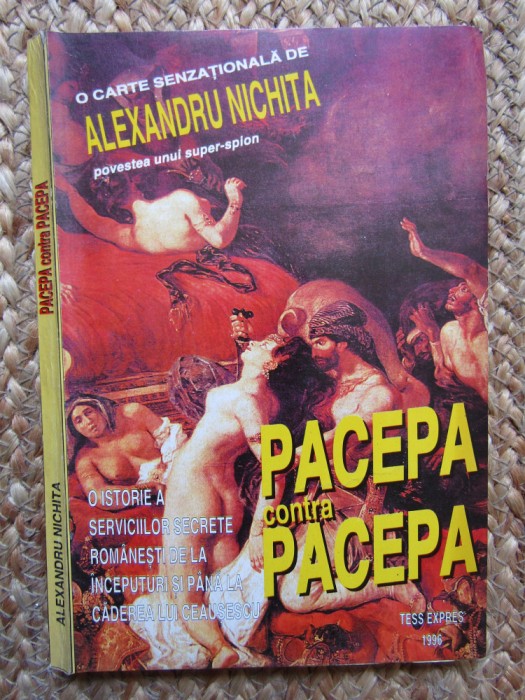 O CARTE SENZAȚIONALĂ DE
ALEXANDRU NICHITA
povestea unui super-spion
PACEPA
contra
PACEPA
O ISTORIE A
SERVICIILOR SECRETE
ROMÂNEȘTI DE LA
ÎNCEPUTURI ȘI PÂNĂ LA
CĂDEREA LUI CEAUȘESCU
TESS EXPRES
1996
PACEPA contra PACEPA
ALEXANDRU NICHITA